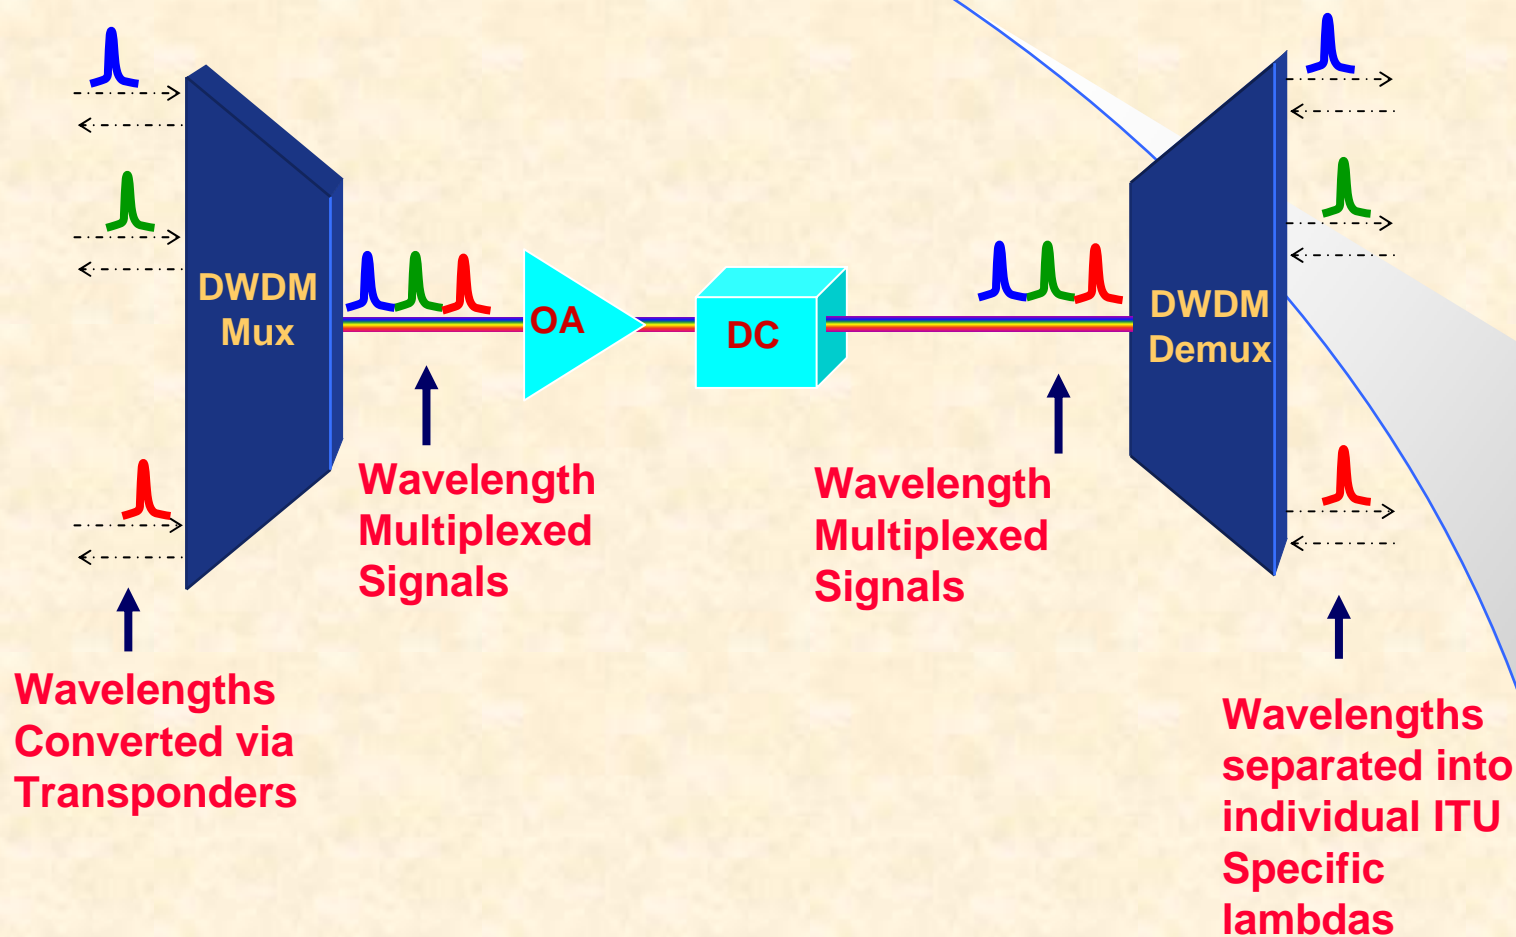 DWDM
Mux
OA
DC
DWDM
Demux
Wavelength
Multiplexed
Signals
Wavelength
Multiplexed
Signals
Wavelengths
Converted via
Transponders
Wavelengths
separated into
individual ITU
Specific
lambdas